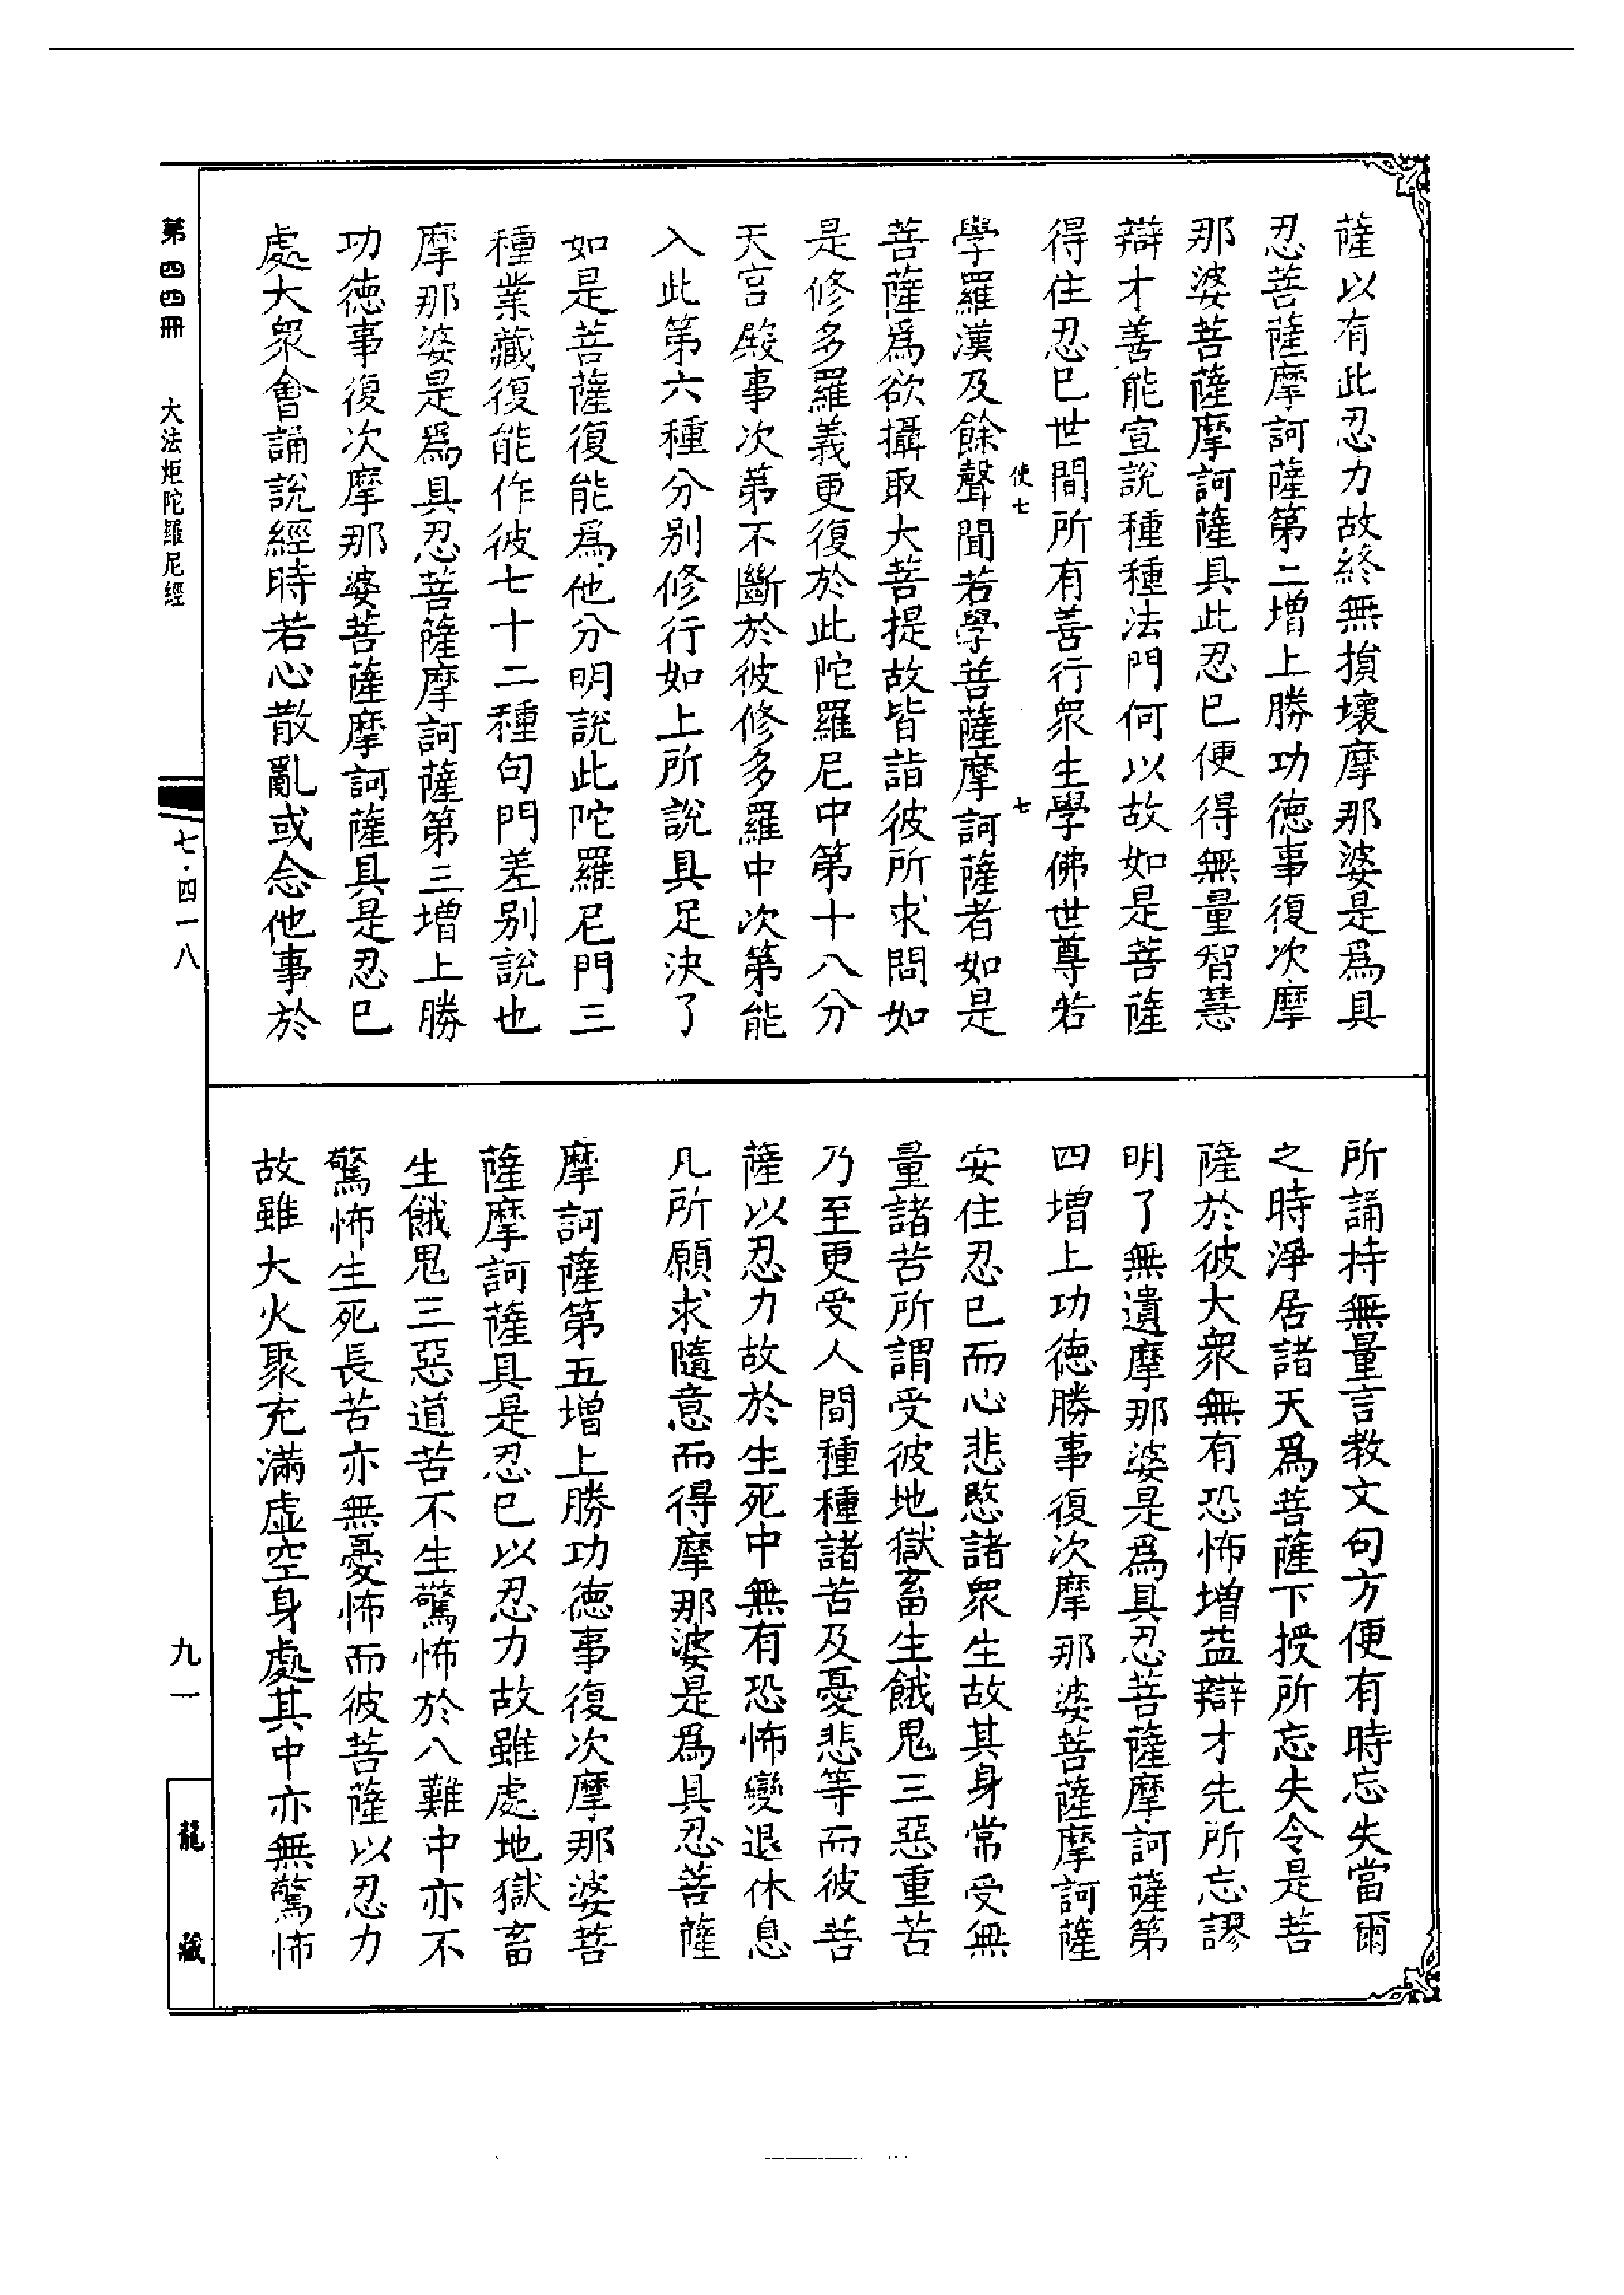 薩以有此忍力故終無損壞摩那婆是爲具
忍菩薩摩訶薩第二增上勝功德事復次摩
那婆菩薩摩訶薩具此忍已便得無量智慧
辯才善能宣說種種法門何以故如是菩薩
得住忍已世間所有善行衆生學佛世尊若
使七　七
學羅漢及餘聲聞若學菩薩摩訶薩者如是
菩薩爲欲攝取大菩提故皆詣彼所求問如
是修多羅義更復於此陀羅尼中第十八分
天宮殿事次第不斷於彼修多羅中次第能
入此第六種分别修行如上所說具足決了
如是菩薩復能爲他分明說此陀羅尼門三
種業藏復能作彼七十二種句門差别說也
摩那婆是爲具忍菩薩摩訶薩第三增上勝
功德事復次摩那婆菩薩摩訶薩具是忍已
處大衆會誦說經時若心散亂或念他事於
所誦持無量言教文句方便有時忘失當爾
之時淨居諸天爲菩薩下授所忘失令是菩
薩於彼大衆無有恐怖增益辯才先所忘謬
明了無遺摩那婆是爲具忍菩薩摩訶薩第
四增上功德勝事復次摩那婆菩薩摩訶薩
安住忍已而心悲愍諸衆生故其身常受無
量諸苦所謂受彼地獄畜生餓鬼三惡重苦
乃至更受人間種種諸苦及憂悲等而彼菩
薩以忍力故於生死中無有恐怖變退休息
凡所願求隨意而得摩那婆是爲具忍菩薩
摩訶薩第五增上勝功德事復次摩那婆菩
薩摩訶薩具是忍已以忍力故雖處地獄畜
生餓鬼三惡道苦不生驚怖於八難中亦不
驚怖生死長苦亦無憂怖而彼菩薩以忍力
故雖大火聚充滿虛空身處其中亦無驚怖
第四四冊　大法炬陀羅尼經
七·四一八
九一
龍藏